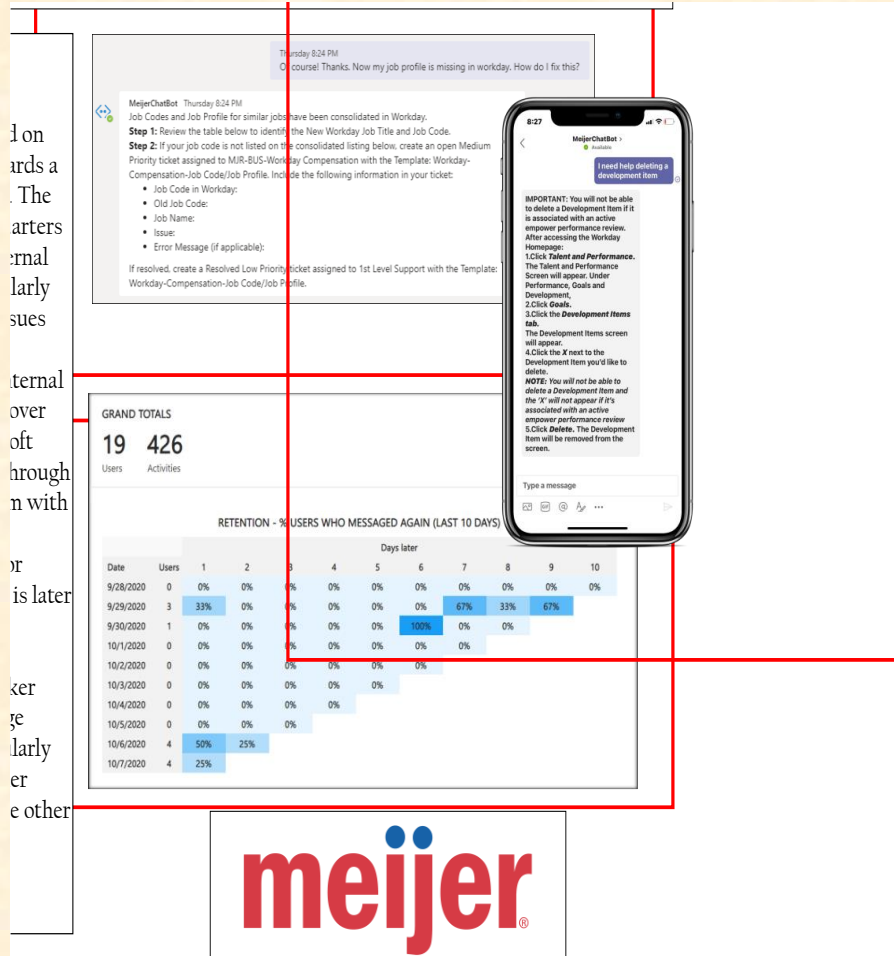 d on
ards a
. The
arters
ernal
larly
sues
nternal
over
oft
hrough
m with
or
is later
ker
ge
ilarly
er
e other
Thursday 8:24 PM
Of course! Thanks. Now my job profile is missing in workday. How do I fix this?
MeijerChatBot Thursday 8:24 PM
Job Codes and Job Profile for similar jobs have been consolidated in Workday.
Step 1: Review the table below to identify the New Workday Job Title and Job Code.
Step 2: If your job code is not listed on the consolidated listing below, create an open Medium
Priority ticket assigned to MJR-BUS-Workday Compensation with the Template: Workday-
Compensation-Job Code/Job Profile. Include the following information in your ticket:
• Job Code in Workday:
• Old Job Code:
• Job Name:
• Issue:
• Error Message (if applicable):
If resolved, create a Resolved Low Priority ticket assigned to 1st Level Support with the Template:
Workday-Compensation-Job Code/Job Profile.
8:27
MeijerChatBot >
Available
I need help deleting a
development item
IMPORTANT: You will not be able
to delete a Development Item if it
is associated with an active
empower performance review.
After accessing the Workday
Homepage:
1.Click Talent and Performance.
The Talent and Performance
Screen will appear. Under
Performance, Goals and
Development,
2.Click Goals.
3.Click the Development Items
tab.
The Development Items screen
will appear.
4.Click the X next to the
Development Item you'd like to
delete.
NOTE: You will not be able to
delete a Development Item and
the 'X' will not appear if it's
associated with an active
empower performance review
5.Click Delete. The Development
Item will be removed from the
screen.
Type a message
GIF
GRAND TOTALS
19 426
Users Activities
RETENTION - % USERS WHO MESSAGED AGAIN (LAST 10 DAYS)
Days later
Date Users 1 2 3 4 5 6 7 8 9 10
9/28/2020 0 0% 0% 0% 0% 0% 0% 0% 0% 0% 0%
9/29/2020 3 33% 0% 0% 0% 0% 0% 67% 33% 67%
9/30/2020 1 0% 0% 0% 0% 0% 100% 0% 0%
10/1/2020 0 0% 0% 0% 0% 0% 0% 0%
10/2/2020 0 0% 0% 0% 0% 0% 0%
10/3/2020 0 0% 0% 0% 0% 0%
10/4/2020 0 0% 0% 0% 0%
10/5/2020 0 0% 0% 0%
10/6/2020 4 50% 25%
10/7/2020 4 25%
meijer®